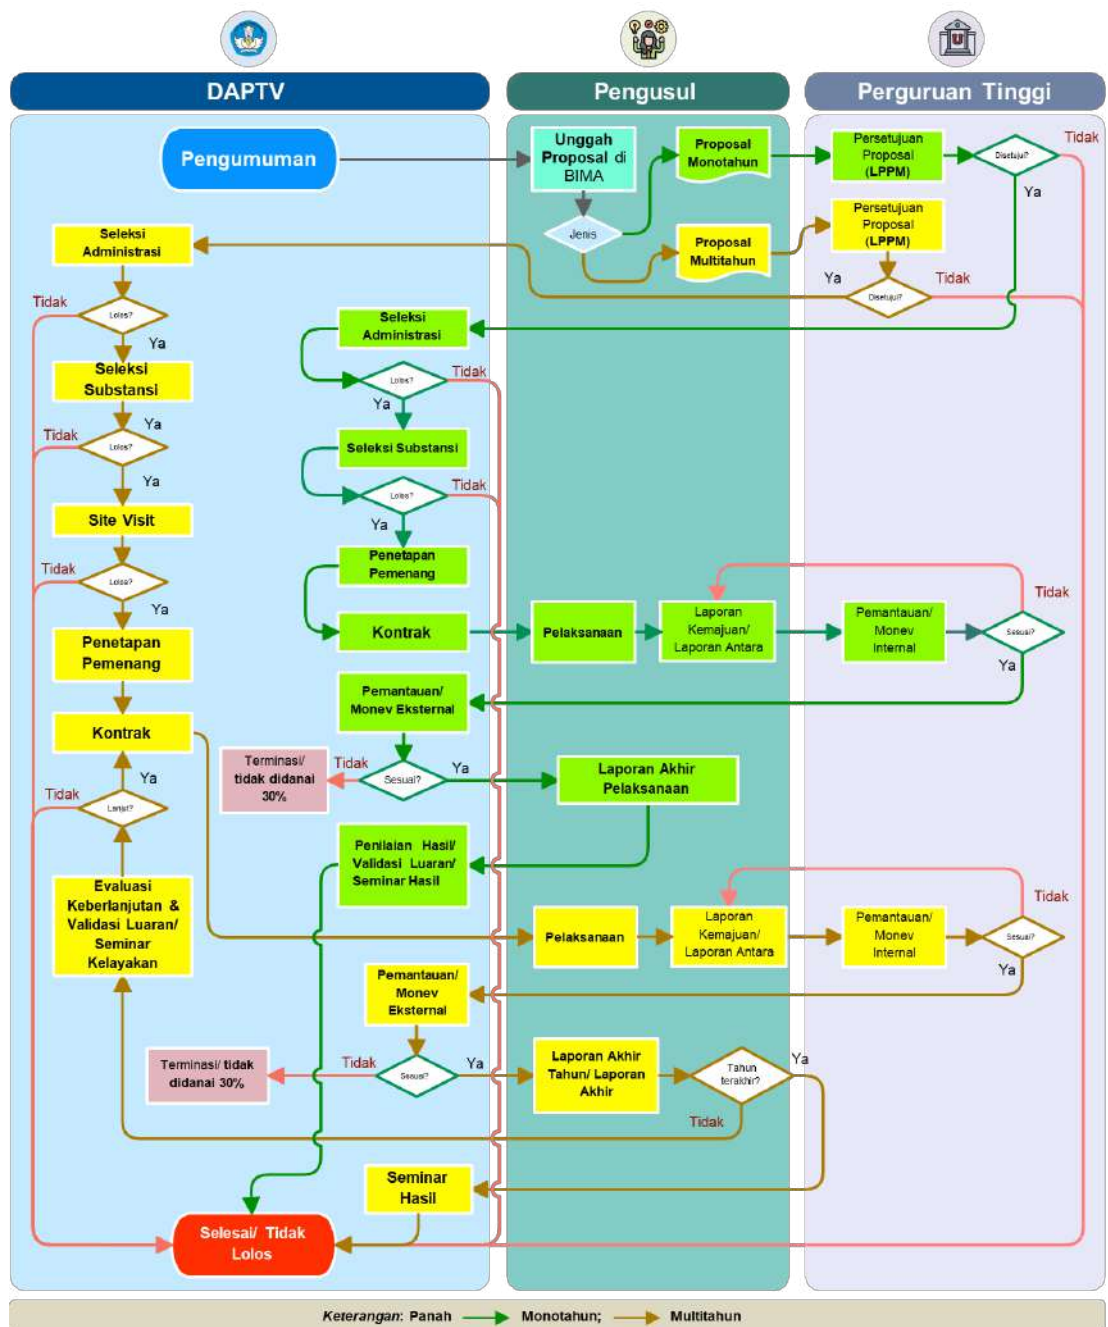 DAPTV
Pengusul
Perguruan Tinggi
Pengumuman
Unggah
Proposal di
BIMA
Proposal
Monotahun
Persetujuan
Proposal
(LPPM)
Disetujui?
Tidak
Ya
Jenis
Proposal
Multitahun
Persetujuan
Proposal
(LPPM)
Ya
Disetujui?
Tidak
Seleksi
Administrasi
Tidak
Lolos?
Ya
Seleksi
Substansi
Ya
Tidak
Lolos?
Ya
Site Visit
Tidak
Lolos?
Ya
Penetapan
Pemenang
Kontrak
Ya
Tidak
Lanjut?
Evaluasi
Keberlanjutan &
Validasi Luaran/
Seminar
Kelayakan
Seleksi
Administrasi
Lolos?
Tidak
Ya
Seleksi Substansi
Lolos?
Tidak
Ya
Penetapan
Pemenang
Kontrak
Pelaksanaan
Laporan
Kemajuan/
Laporan Antara
Pemantauan/
Monev
Internal
Sesuai?
Tidak
Ya
Pemantauan/
Monev Eksternal
Terminasi/
tidak didanai
30%
Tidak
Sesuai?
Ya
Laporan Akhir
Pelaksanaan
Penilaian Hasil/
Validasi Luaran/
Seminar Hasil
Pelaksanaan
Laporan
Kemajuan/
Laporan Antara
Pemantauan/
Monev
Internal
Sesuai?
Tidak
Ya
Pemantauan/
Monev
Eksternal
Terminasi/ tidak
didanai 30%
Tidak
Sesuai?
Ya
Laporan Akhir
Tahun/ Laporan
Akhir
Tahun
terakhir?
Ya
Tidak
Seminar
Hasil
Selesai/ Tidak
Lolos
Keterangan: Panah Monotahun; Multitahun